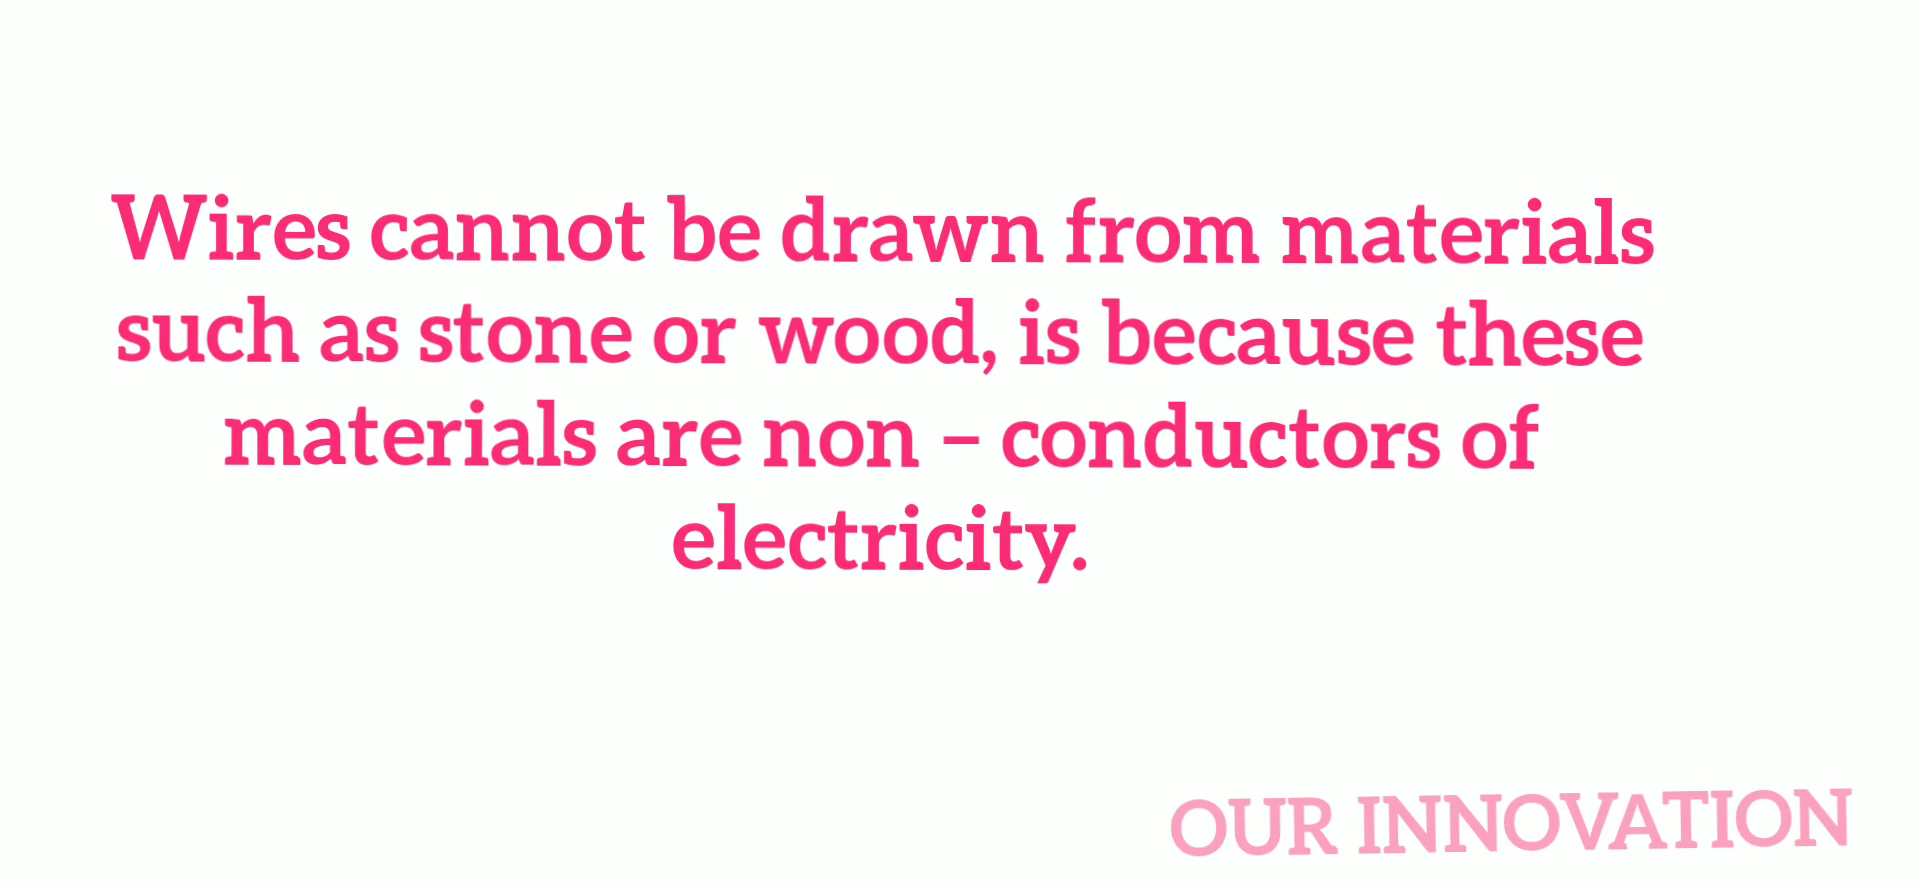 Wires cannot be drawn from materials
such as stone or wood, is because these
materials are non – conductors of
electricity.
OUR INNOVATION